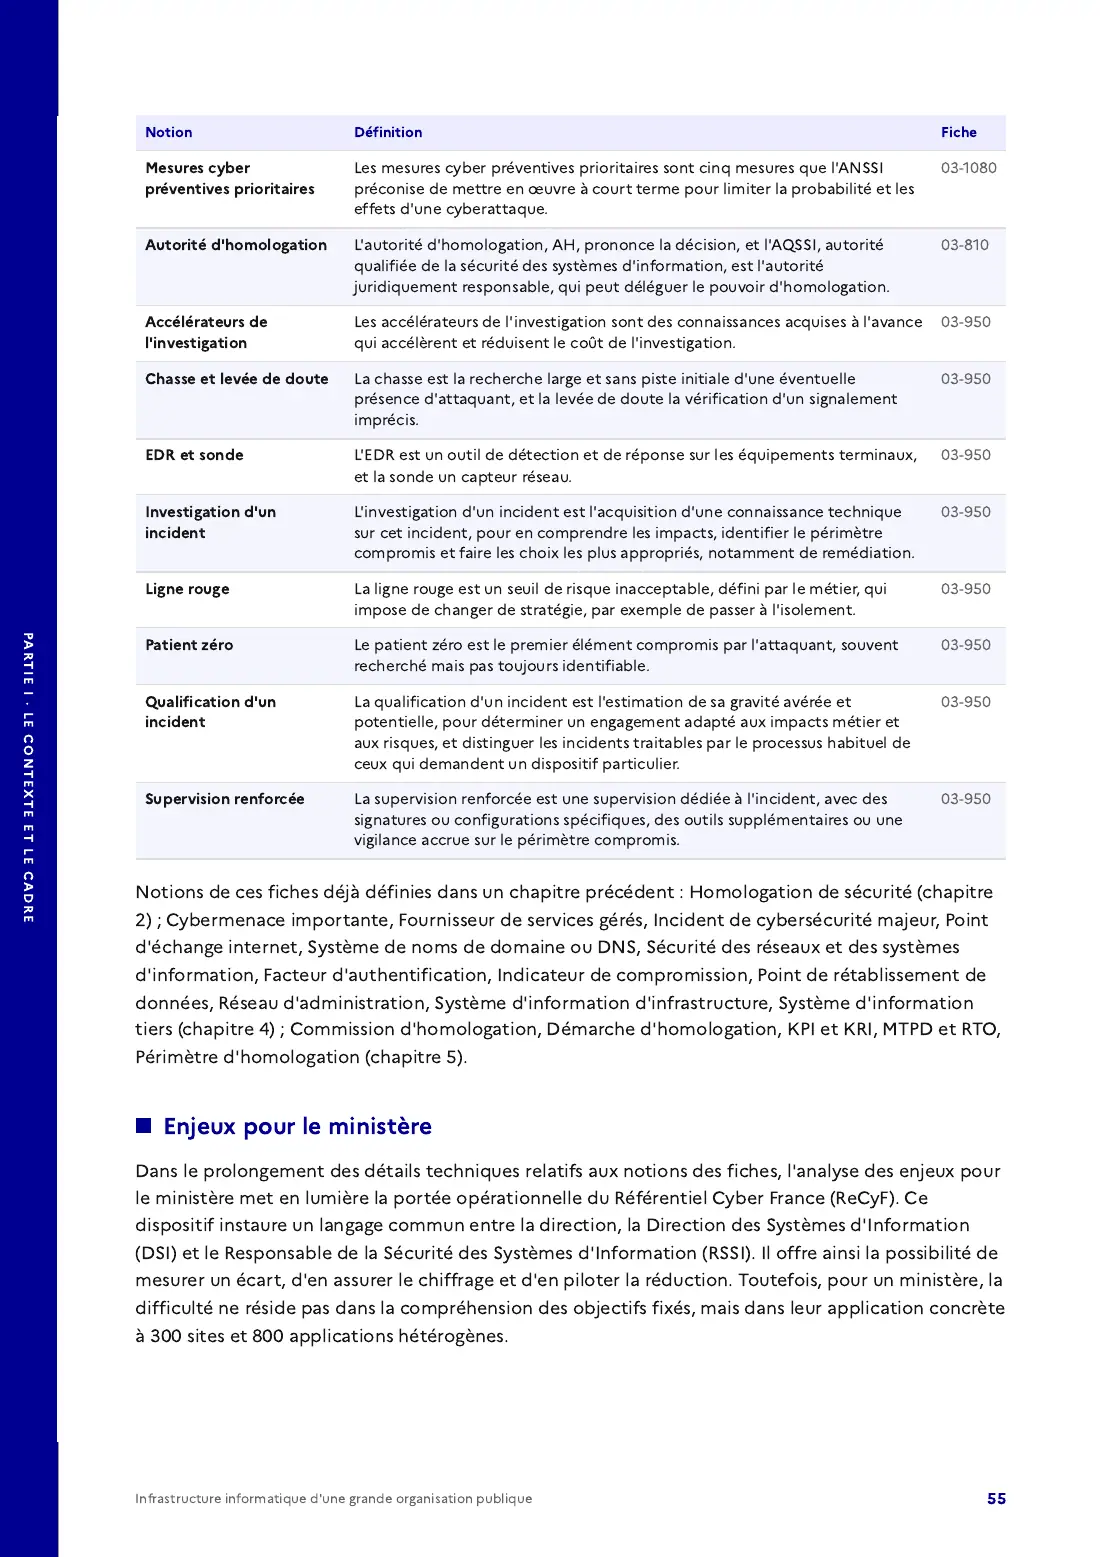 Notion Définition Fiche
Mesures cyber préventives prioritaires
Les mesures cyber préventives prioritaires sont cinq mesures que l'ANSSI
préconise de mettre en œuvre à court terme pour limiter la probabilité et les
effets d'une cyberattaque.
03-1080
Autorité d'homologation
L'autorité d'homologation, AH, prononce la décision, et l'AQSSI, autorité
qualifiée de la sécurité des systèmes d'information, est l'autorité
juridiquement responsable, qui peut déléguer le pouvoir d'homologation.
03-810
Accélérateurs de
l'investigation
Les accélérateurs de l'investigation sont des connaissances acquises à l'avance
qui accélèrent et réduisent le coût de l'investigation.
03-950
Chasse et levée de doute
La chasse est la recherche large et sans piste initiale d'une éventuelle
présence d'attaquant, et la levée de doute la vérification d'un signalement
imprécis.
03-950
EDR et sonde
L'EDR est un outil de détection et de réponse sur les équipements terminaux,
et la sonde un capteur réseau.
03-950
Investigation d'un
incident
L'investigation d'un incident est l'acquisition d'une connaissance technique
sur cet incident, pour en comprendre les impacts, identifier le périmètre
compromis et faire les choix les plus appropriés, notamment de remédiation.
03-950
Ligne rouge
La ligne rouge est un seuil de risque inacceptable, défini par le métier, qui
impose de changer de stratégie, par exemple de passer à l'isolement.
03-950
Patient zéro
Le patient zéro est le premier élément compromis par l'attaquant, souvent
recherché mais pas toujours identifiable.
03-950
Qualification d'un
incident
La qualification d'un incident est l'estimation de sa gravité avérée et
potentielle, pour déterminer un engagement adapté aux impacts métier et
aux risques, et distinguer les incidents traitables par le processus habituel de
ceux qui demandent un dispositif particulier.
03-950
Supervision renforcée
La supervision renforcée est une supervision dédiée à l'incident, avec des
signatures ou configurations spécifiques, des outils supplémentaires ou une
vigilance accrue sur le périmètre compromis.
03-950
Notions de ces fiches déjà définies dans un chapitre précédent : Homologation de sécurité (chapitre
2) ; Cybermenace importante, Fournisseur de services gérés, Incident de cybersécurité majeur, Point
d'échange internet, Système de noms de domaine ou DNS, Sécurité des réseaux et des systèmes
d'information, Facteur d'authentification, Indicateur de compromission, Point de rétablissement de
données, Réseau d'administration, Système d'information d'infrastructure, Système d'information
tiers (chapitre 4) ; Commission d'homologation, Démarche d'homologation, KPI et KRI, MTPD et RTO,
Périmètre d'homologation (chapitre 5).
Enjeux pour le ministère
Dans le prolongement des détails techniques relatifs aux notions des fiches, l'analyse des enjeux pour
le ministère met en lumière la portée opérationnelle du Référentiel Cyber France (ReCyF). Ce
dispositif instaure un langage commun entre la direction, la Direction des Systèmes d'Information
(DSI) et le Responsable de la Sécurité des Systèmes d'Information (RSSI). Il offre ainsi la possibilité de
mesurer un écart, d'en assurer le chiffrage et d'en piloter la réduction. Toutefois, pour un ministère, la
difficulté ne réside pas dans la compréhension des objectifs fixés, mais dans leur application concrète
à 300 sites et 800 applications hétérogènes.
PARTIE I · LE CONTEXTE ET LE CADRE
Infrastructure informatique d'une grande organisation publique 55